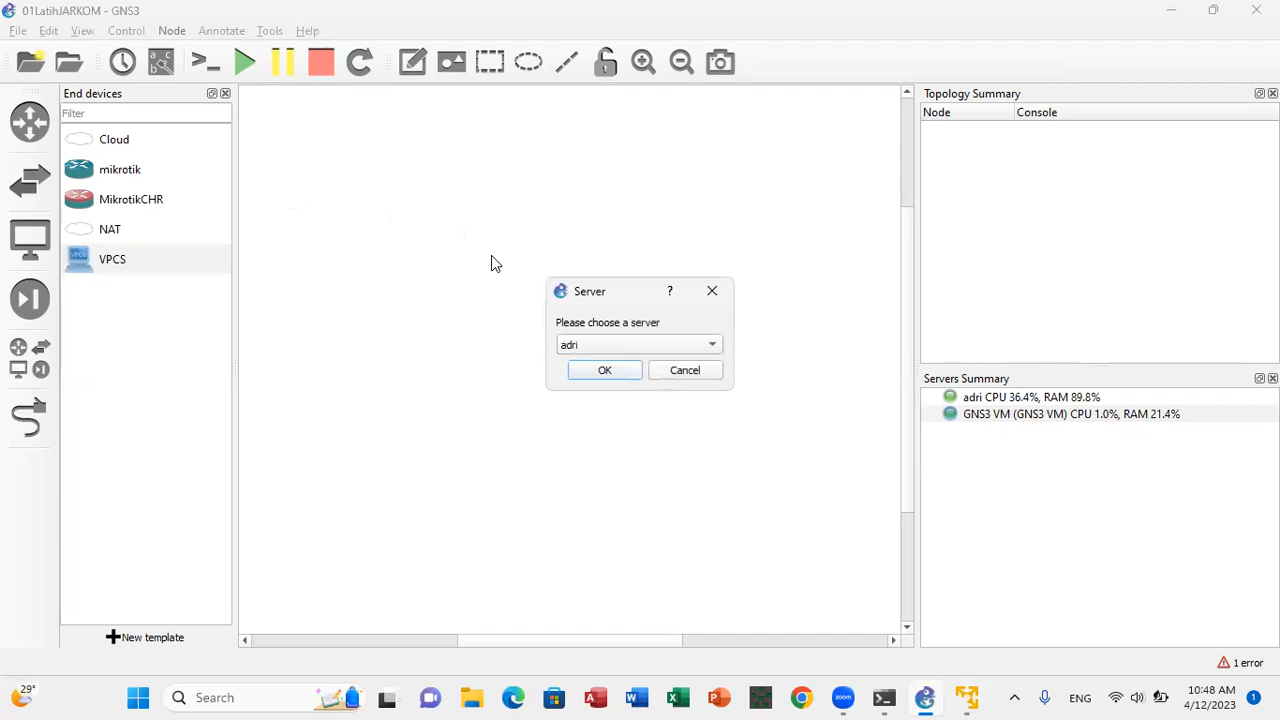 01LatihJARKOM - GNS3
File Edit View Control Node Annotate Tools Help
End devices
Filter
Cloud
mikrotik
MikrotikCHR
NAT
VPCS
New template
Server
?
Please choose a server
adri
OK Cancel
Topology Summary
Node Console
Servers Summary
adri CPU 36.4%, RAM 89.8%
GNS3 VM (GNS3 VM) CPU 1.0%, RAM 21.4%
1 error
29°
Search
ENG
10:48 AM
4/12/2023
1